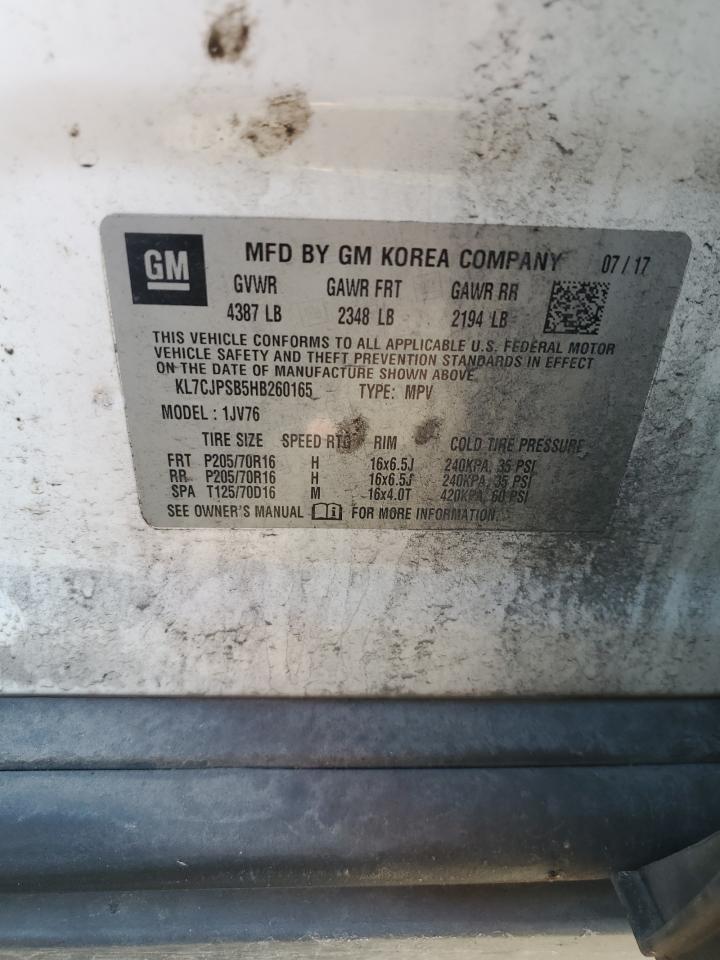 GM MFD BY GM KOREA COMPANY 07/17
GVWR GAWR FRT GAWR RR
4387 LB 2348 LB 2194 LB
THIS VEHICLE CONFORMS TO ALL APPLICABLE U.S. FEDERAL MOTOR
VEHICLE SAFETY AND THEFT PREVENTION STANDARDS IN EFFECT
ON THE DATE OF MANUFACTURE SHOWN ABOVE.
KL7CJPSB5HB260165 TYPE: MPV
MODEL : 1JV76
TIRE SIZE SPEED RTG RIM COLD TIRE PRESSURE
FRT P205/70R16 H 16x6.5J 240KPA, 35 PSI
RR P205/70R16 H 16x6.5J 240KPA, 35 PSI
SPA T125/70D16 M 16x4.0T 420KPA, 60 PSI
SEE OWNER'S MANUAL FOR MORE INFORMATION.